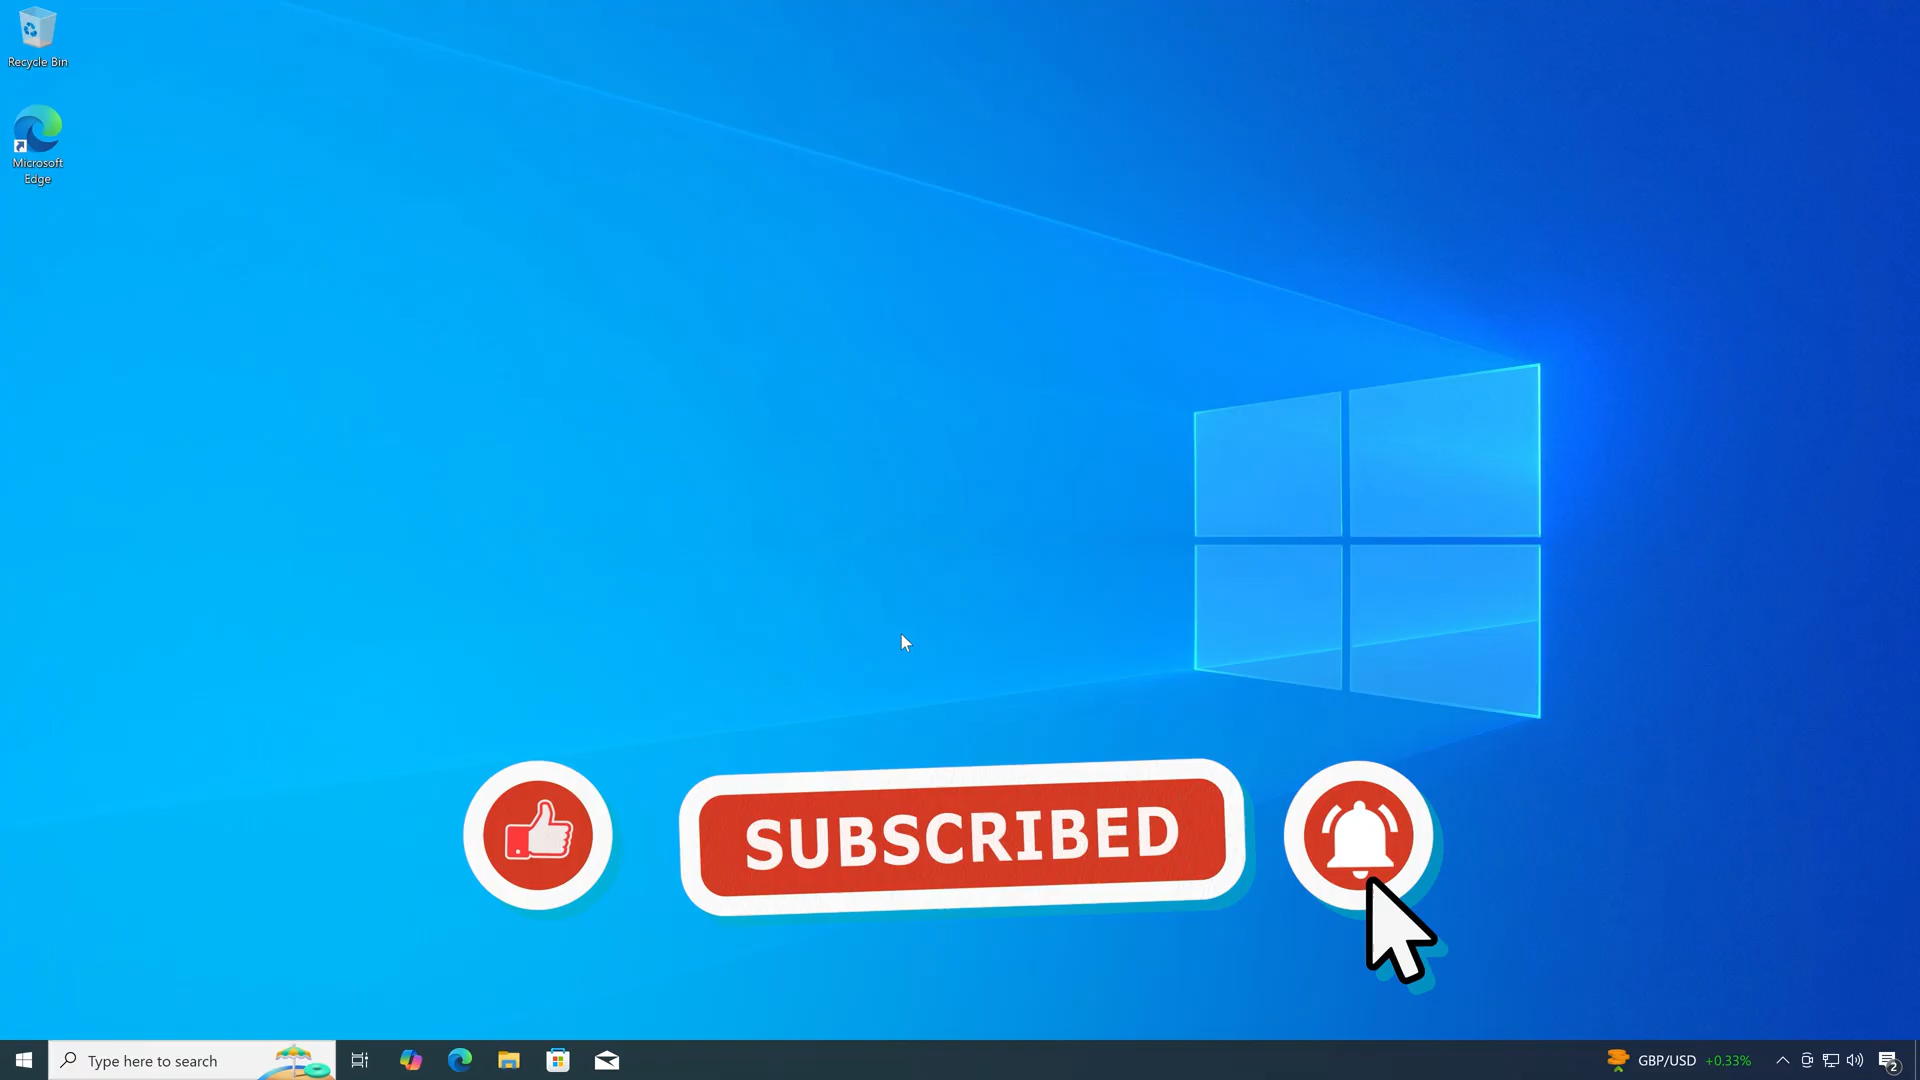 Recycle Bin
Microsoft
Edge
SUBSCRIBED
Type here to search
GBP/USD +0.33%
2